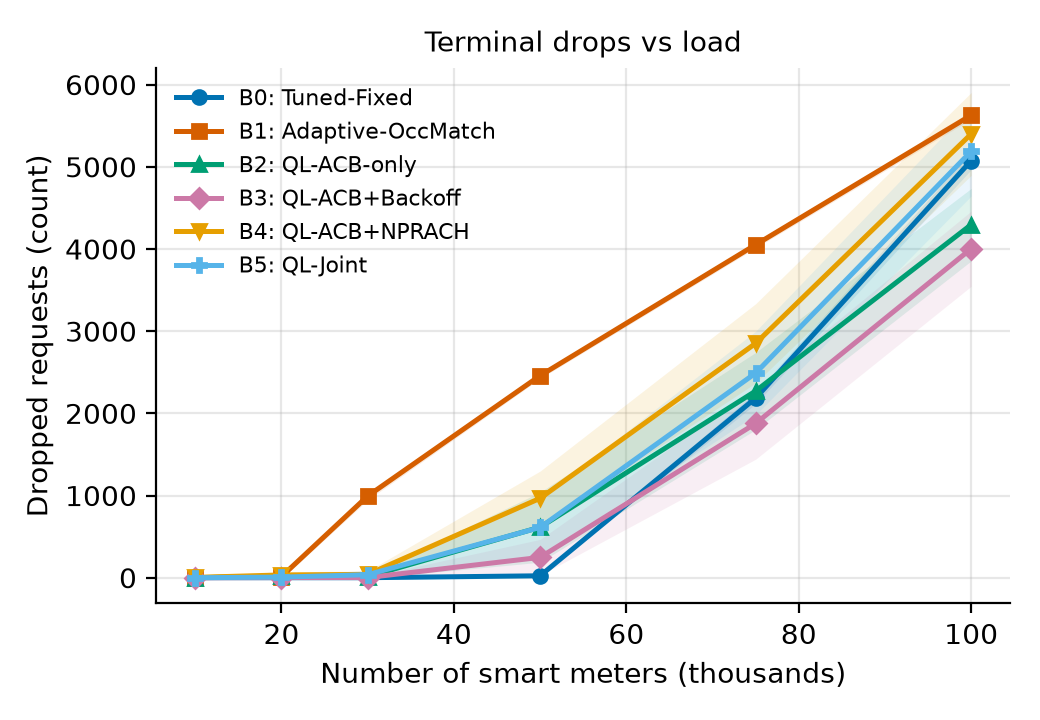 Terminal drops vs load
Dropped requests (count)
6000
5000
4000
3000
2000
1000
0
B0: Tuned-Fixed
B1: Adaptive-OccMatch
B2: QL-ACB-only
B3: QL-ACB+Backoff
B4: QL-ACB+NPRACH
B5: QL-Joint
20 40 60 80 100
Number of smart meters (thousands)